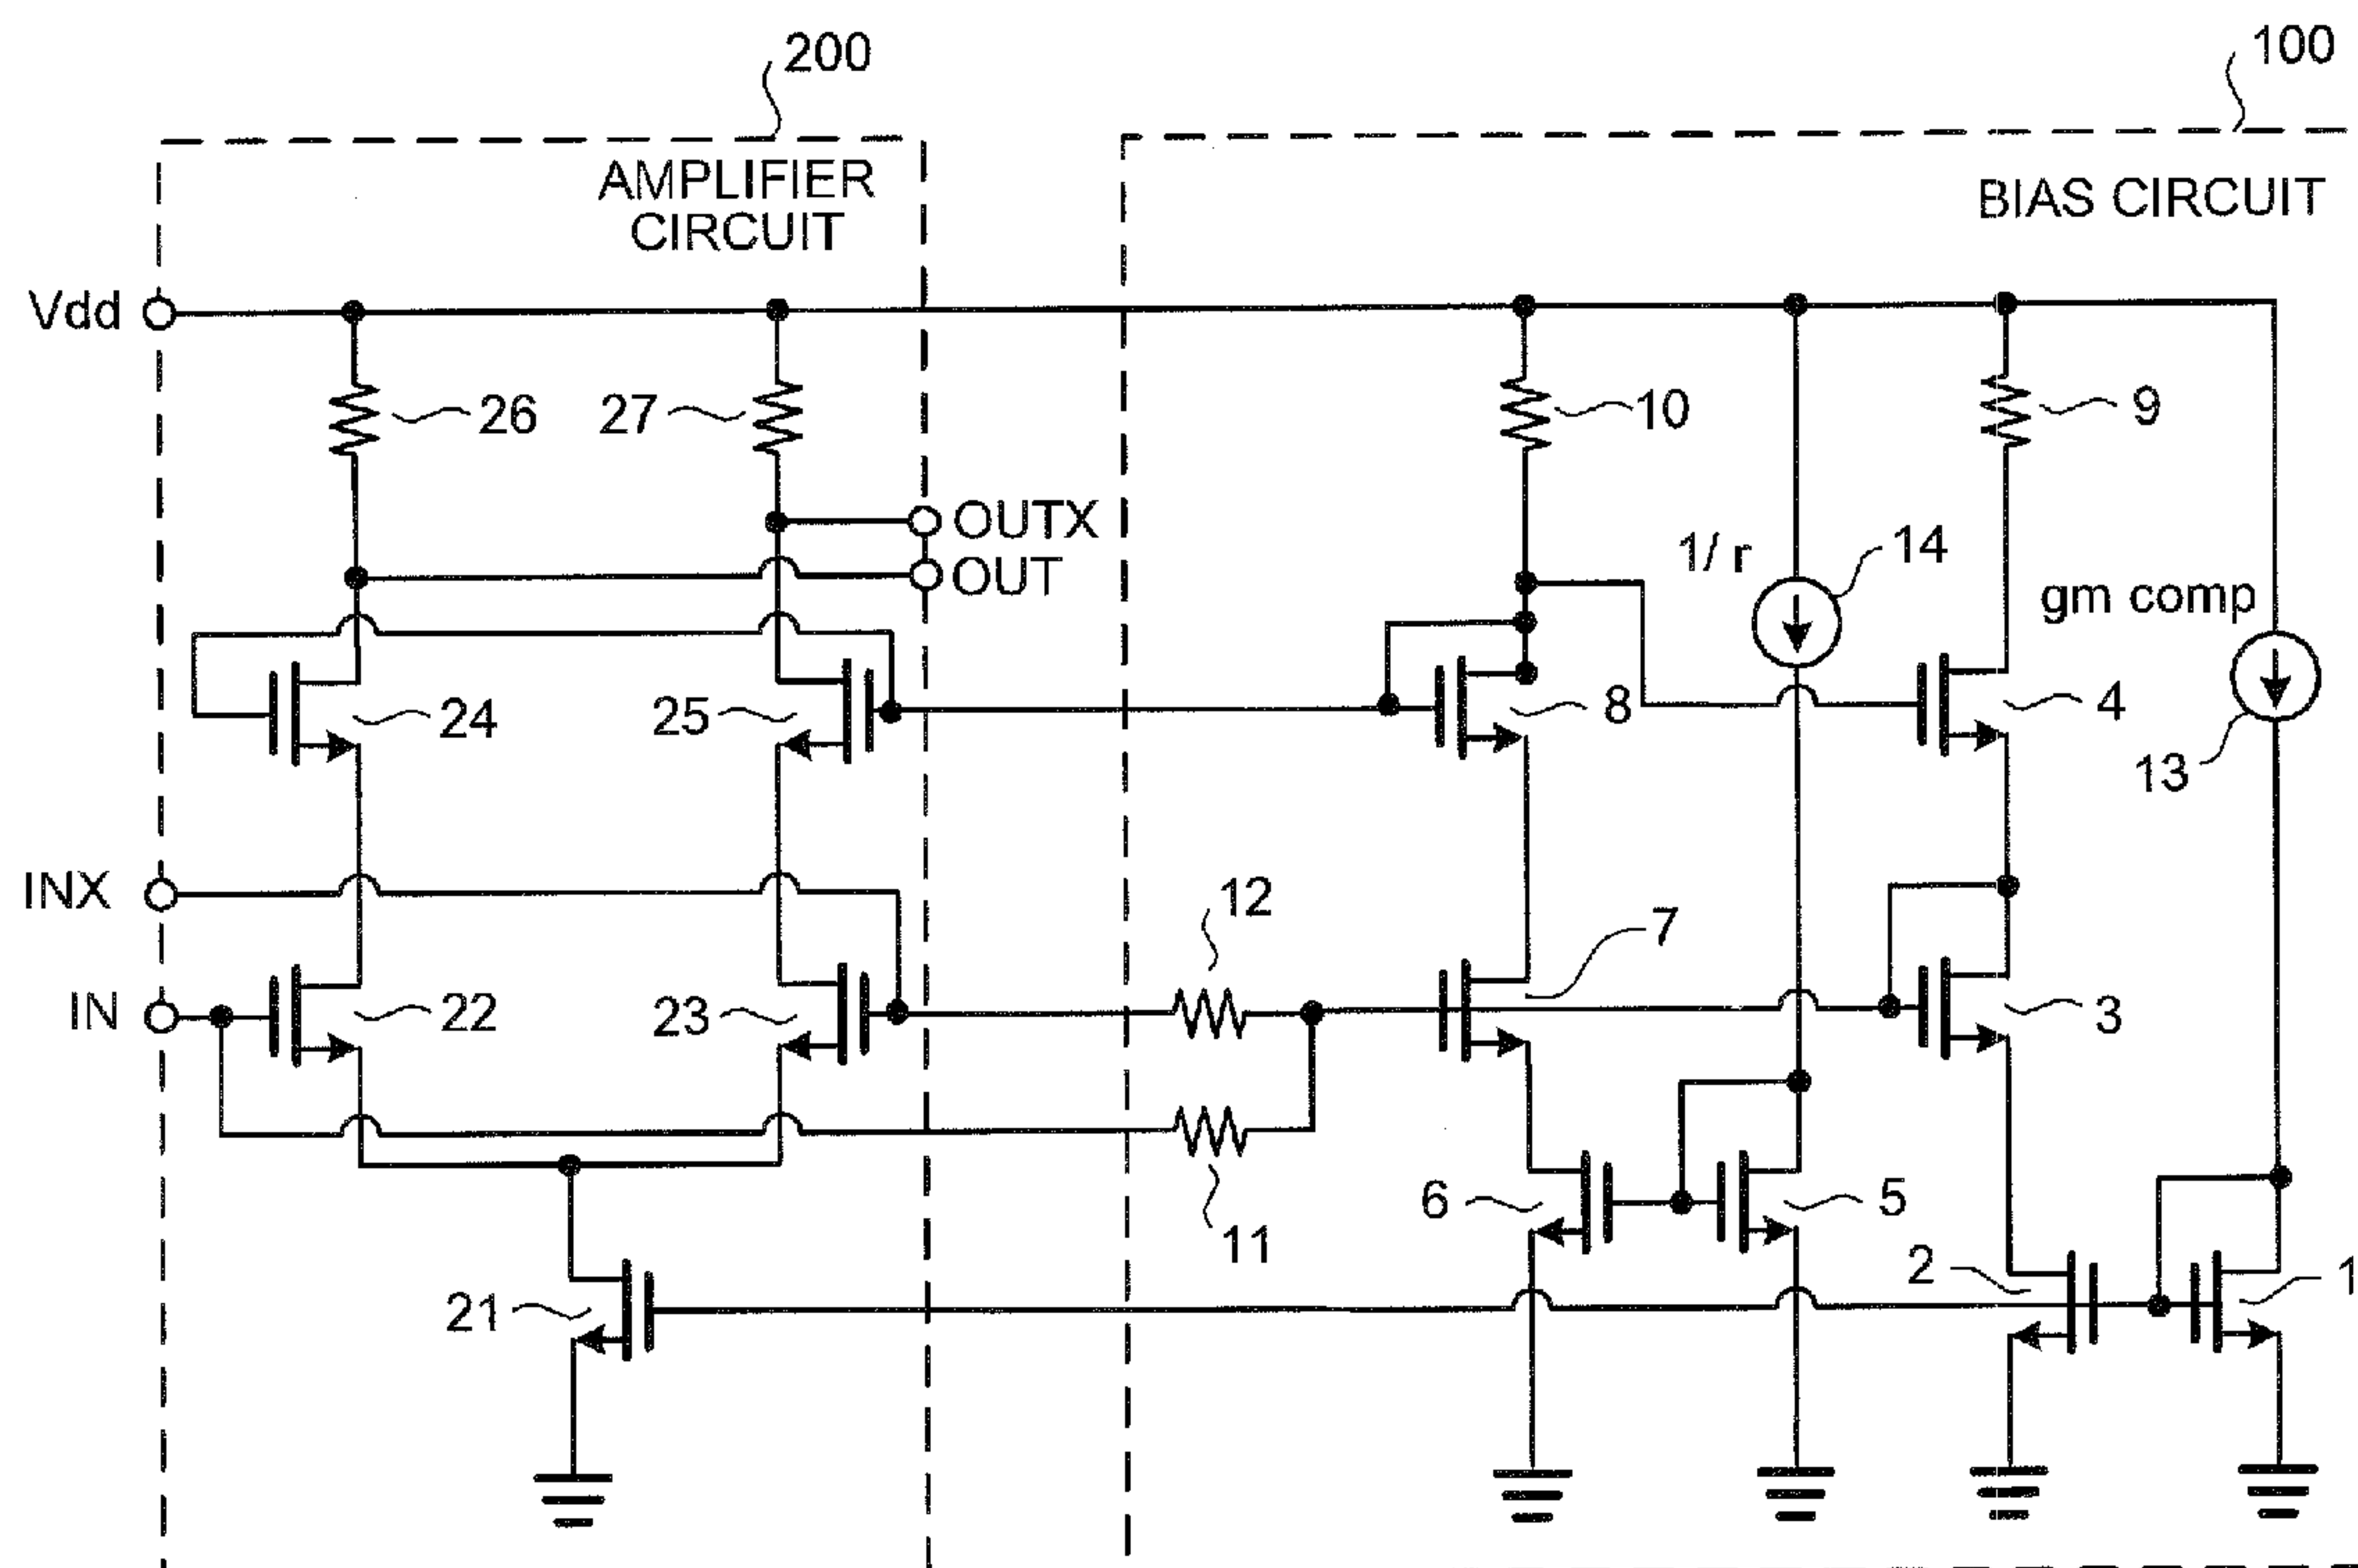 200
100
AMPLIFIER
CIRCUIT
BIAS CIRCUIT
Vdd
26
27
10
9
OUTX
OUT
1/ r
14
gm comp
24
25
8
4
13
INX
12
7
IN
22
23
3
11
6
5
2
1
21